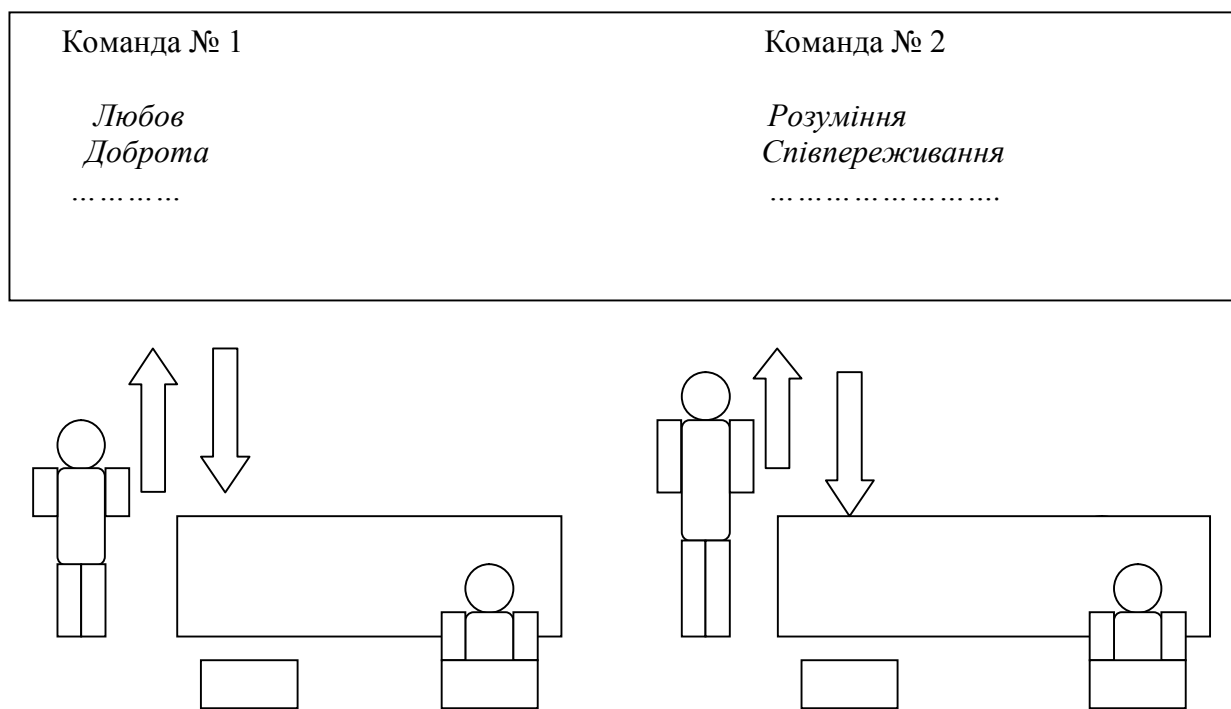 Команда № 1
Любов
Доброта
…………
Команда № 2
Розуміння
Співпереживання
…………………….